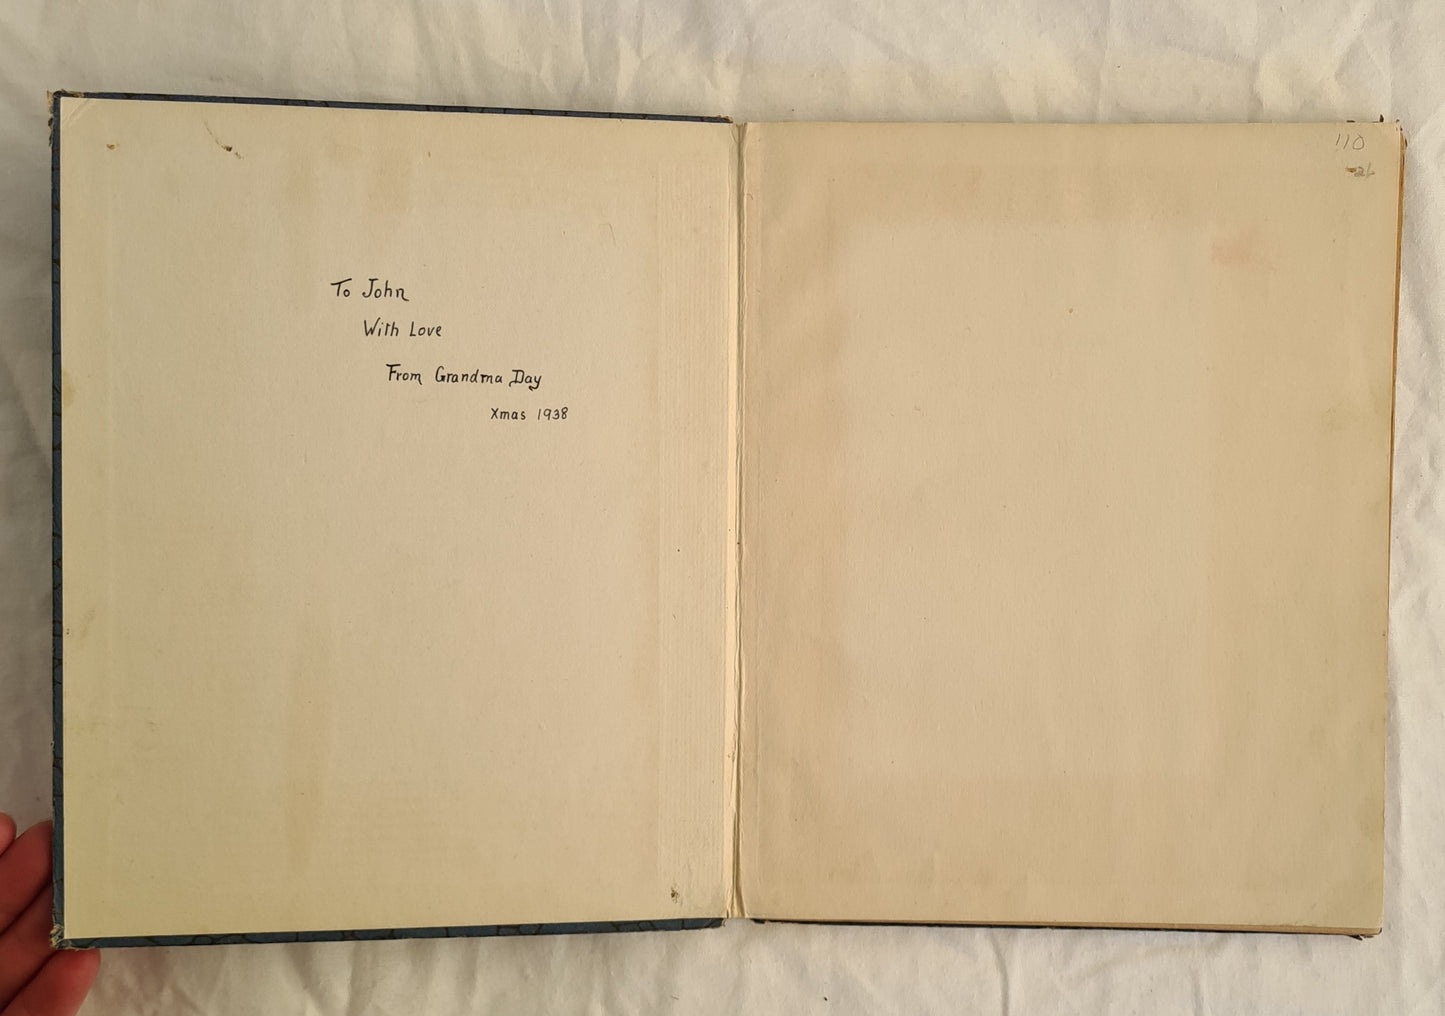 To John
With Love
From Grandma Day
Xmas 1938
110